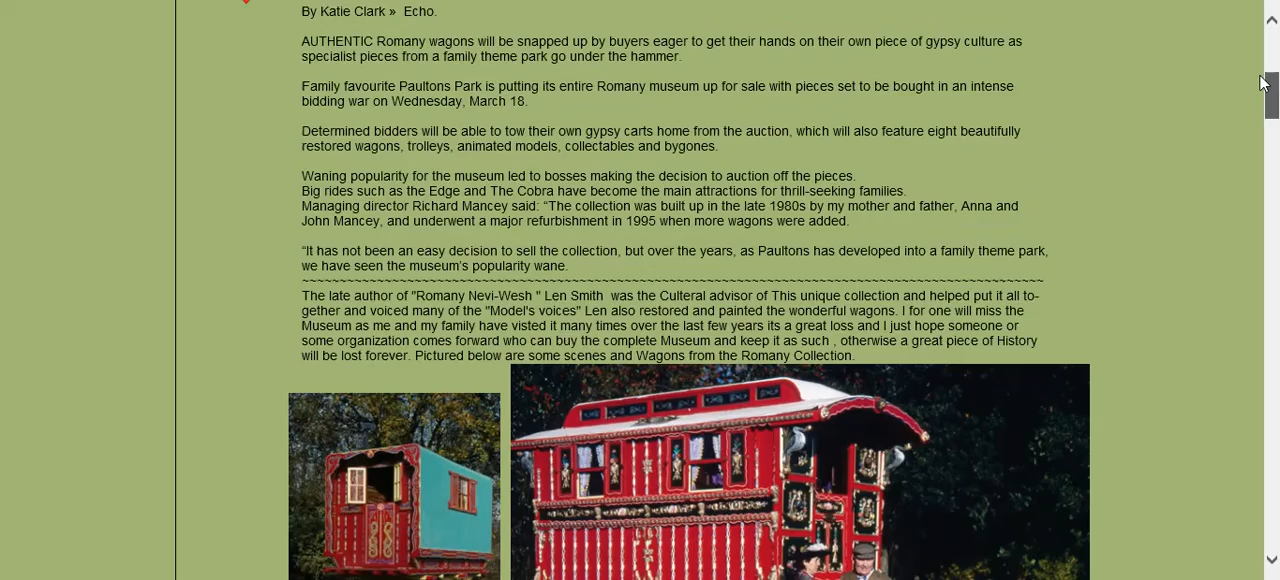 By Katie Clark »  Echo.
AUTHENTIC Romany wagons will be snapped up by buyers eager to get their hands on their own piece of gypsy culture as
specialist pieces from a family theme park go under the hammer.
Family favourite Paultons Park is putting its entire Romany museum up for sale with pieces set to be bought in an intense
bidding war on Wednesday, March 18.
Determined bidders will be able to tow their own gypsy carts home from the auction, which will also feature eight beautifully
restored wagons, trolleys, animated models, collectables and bygones.
Waning popularity for the museum led to bosses making the decision to auction off the pieces.
Big rides such as the Edge and The Cobra have become the main attractions for thrill-seeking families.
Managing director Richard Mancey said: “The collection was built up in the late 1980s by my mother and father, Anna and
John Mancey, and underwent a major refurbishment in 1995 when more wagons were added.
“It has not been an easy decision to sell the collection, but over the years, as Paultons has developed into a family theme park,
we have seen the museum’s popularity wane.
~~~~~~~~~~~~~~~~~~~~~~~~~~~~~~~~~~~~~~~~~~~~~~~~~~~~~~~~~~~~~~~~~~~~~~~~~~~~~~~~~~~~~~~~~~~~~~~~~~~
The late author of "Romany Nevi-Wesh " Len Smith  was the Culteral advisor of This unique collection and helped put it all to-
gether and voiced many of the "Model's voices" Len also restored and painted the wonderful wagons. I for one will miss the
Museum as me and my family have visted it many times over the last few years its a great loss and I just hope someone or
some organization comes forward who can buy the complete Museum and keep it as such , otherwise a great piece of History
will be lost forever. Pictured below are some scenes and Wagons from the Romany Collection.